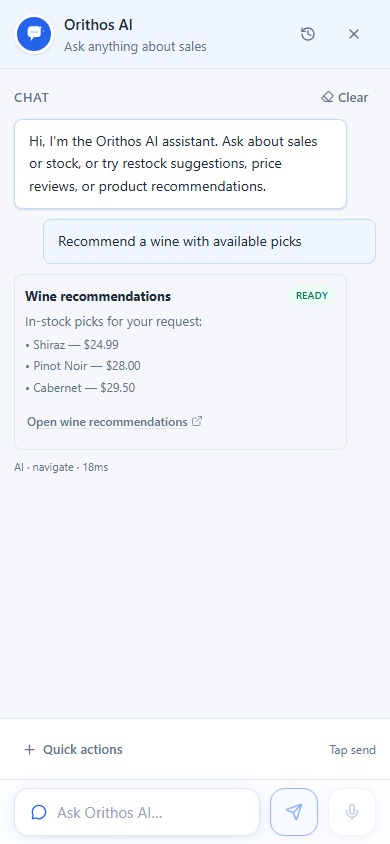 Orithos AI
Ask anything about sales
CHAT
Clear
Hi, I'm the Orithos AI assistant. Ask about sales
or stock, or try restock suggestions, price
reviews, or product recommendations.
Recommend a wine with available picks
Wine recommendations
READY
In-stock picks for your request:
• Shiraz — $24.99
• Pinot Noir — $28.00
• Cabernet — $29.50
Open wine recommendations
AI · navigate · 18ms
Quick actions
Tap send
Ask Orithos AI...